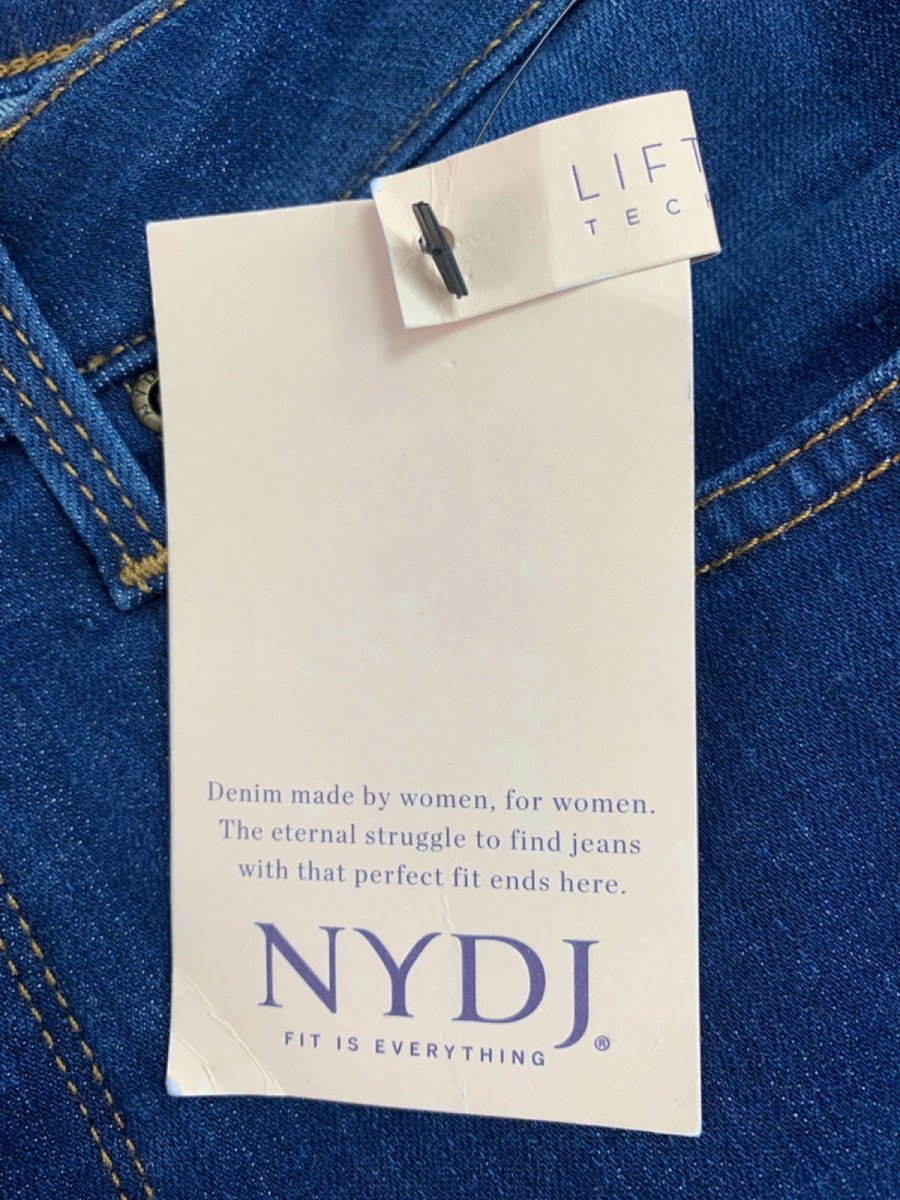 LIFT
TECH
Denim made by women, for women.
The eternal struggle to find jeans
with that perfect fit ends here.
NYDJ®
FIT IS EVERYTHING